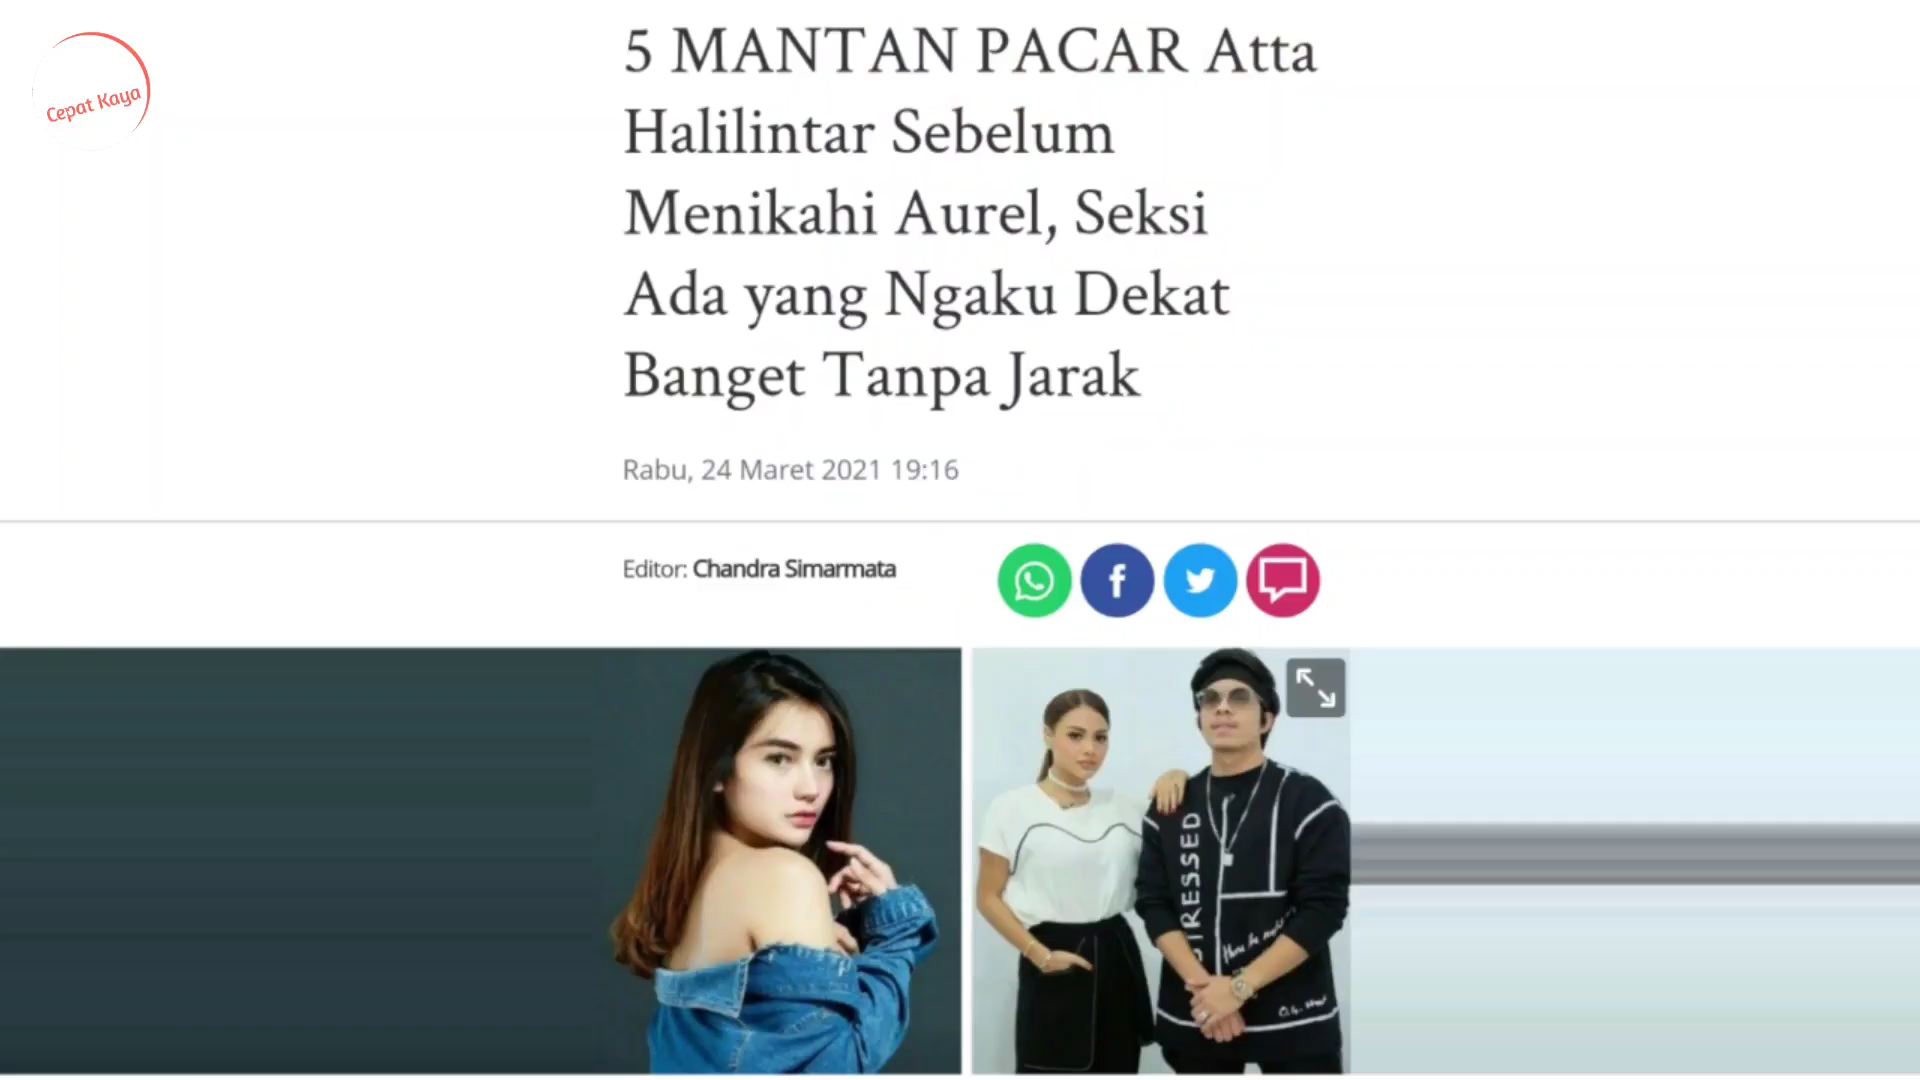 Cepat Kaya
5 MANTAN PACAR Atta
Halilintar Sebelum
Menikahi Aurel, Seksi
Ada yang Ngaku Dekat
Banget Tanpa Jarak
Rabu, 24 Maret 2021 19:16
Editor: Chandra Simarmata